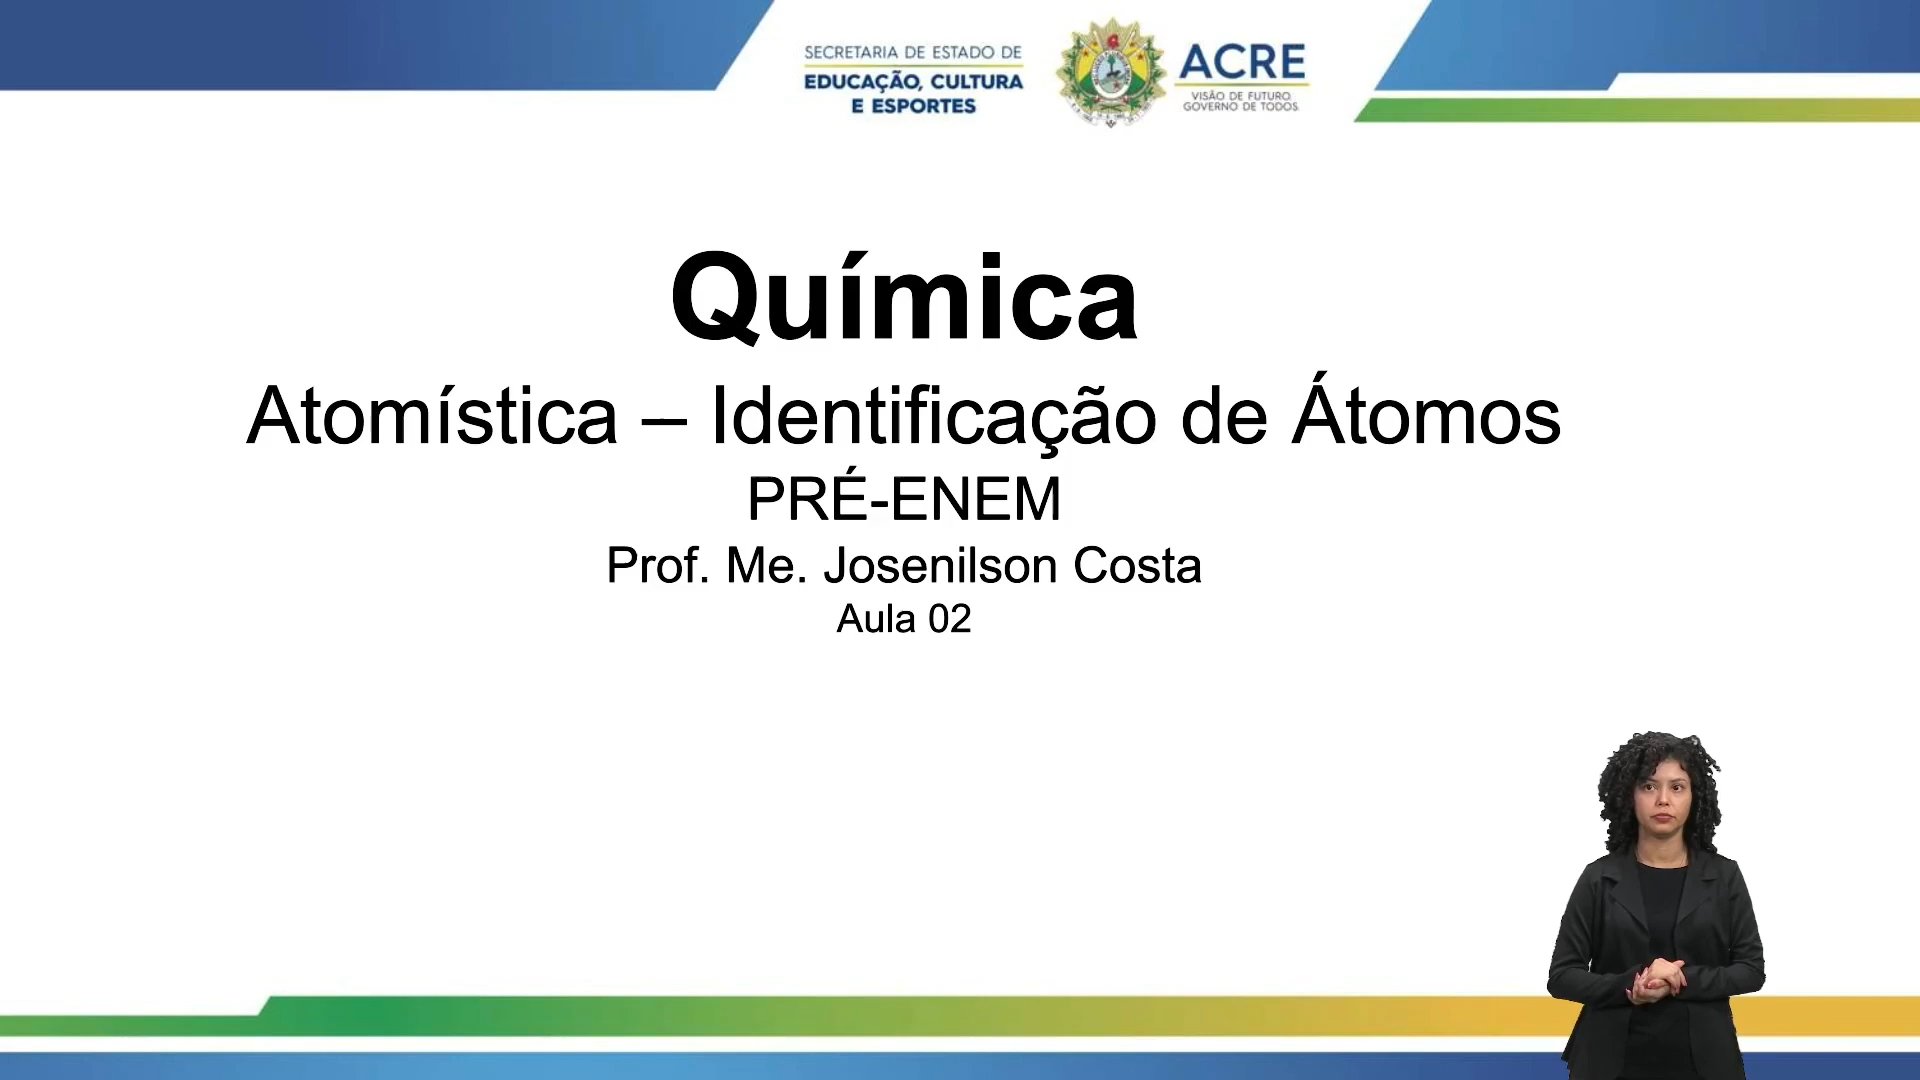 SECRETARIA DE ESTADO DE
EDUCAÇÃO, CULTURA
E ESPORTES
ACRE
VISÃO DE FUTURO.
GOVERNO DE TODOS.
Química
Atomística – Identificação de Átomos
PRÉ-ENEM
Prof. Me. Josenilson Costa
Aula 02